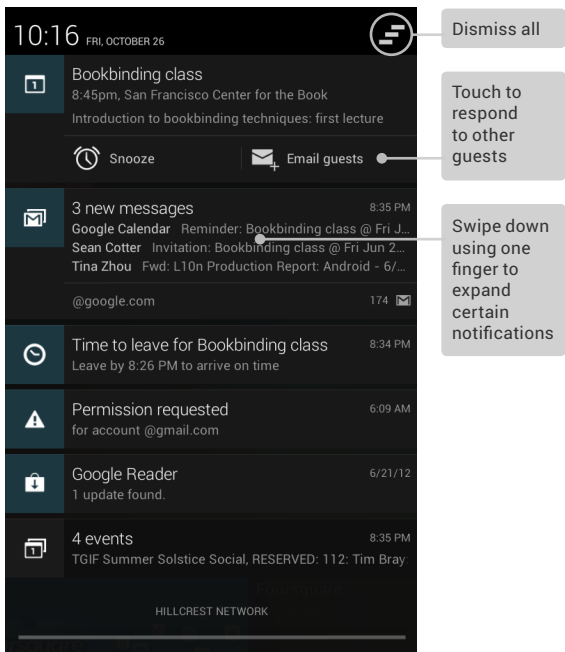 10:16 FRI, OCTOBER 26
Dismiss all
1
Bookbinding class
8:45pm, San Francisco Center for the Book
Introduction to bookbinding techniques: first lecture
Snooze
Email guests
Touch to
respond
to other
guests
3 new messages 8:35 PM
Google Calendar Reminder: Bookbinding class @ Fri J...
Sean Cotter Invitation: Bookbinding class @ Fri Jun 2...
Tina Zhou Fwd: L10n Production Report: Android - 6/...
@google.com 174
Swipe down
using one
finger to
expand
certain
notifications
Time to leave for Bookbinding class 8:34 PM
Leave by 8:26 PM to arrive on time
Permission requested 6:09 AM
for account @gmail.com
Google Reader 6/21/12
1 update found.
1
4 events 8:35 PM
TGIF Summer Solstice Social, RESERVED: 112: Tim Bray
HILLCREST NETWORK